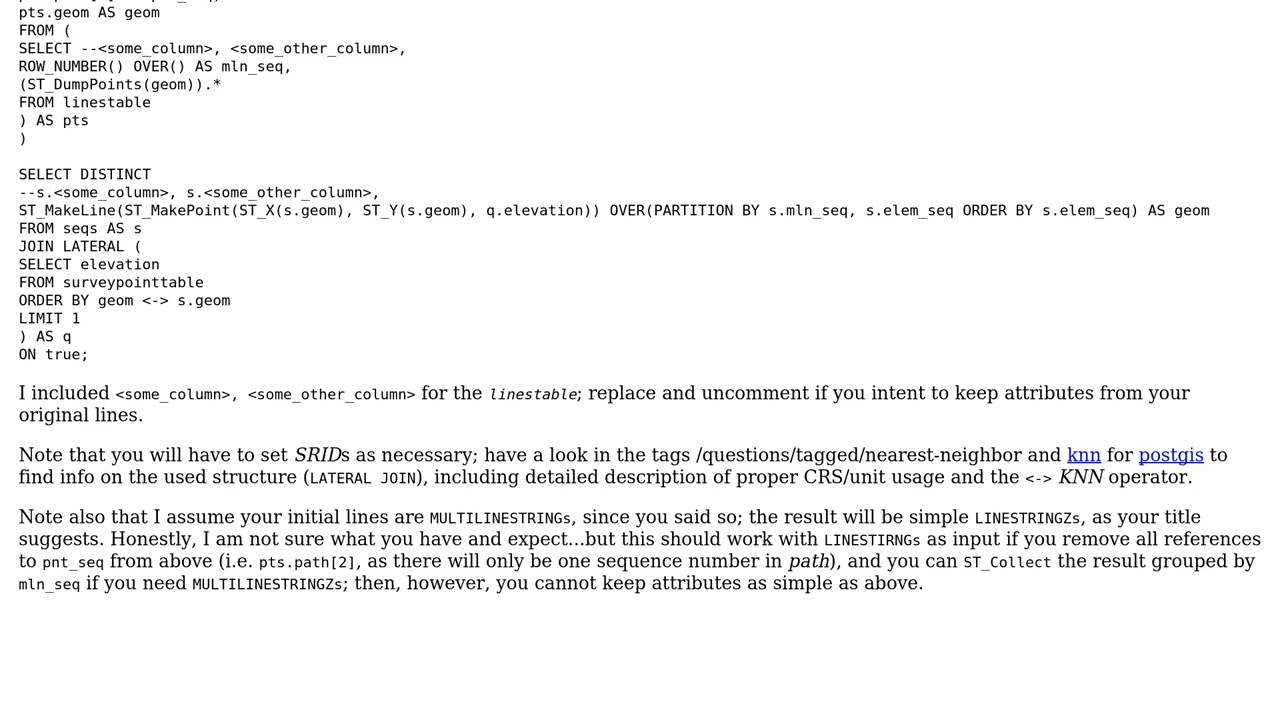 pts.geom AS geom
FROM (
SELECT --<some_column>, <some_other_column>,
ROW_NUMBER() OVER() AS mln_seq,
(ST_DumpPoints(geom)).*
FROM linestable
) AS pts
)
SELECT DISTINCT
--s.<some_column>, s.<some_other_column>,
ST_MakeLine(ST_MakePoint(ST_X(s.geom), ST_Y(s.geom), q.elevation)) OVER(PARTITION BY s.mln_seq, s.elem_seq ORDER BY s.elem_seq) AS geom
FROM seqs AS s
JOIN LATERAL (
SELECT elevation
FROM surveypointtable
ORDER BY geom <-> s.geom
LIMIT 1
) AS q
ON true;
I included <some_column>, <some_other_column> for the linestable; replace and uncomment if you intent to keep attributes from your
original lines.
Note that you will have to set SRIDs as necessary; have a look in the tags /questions/tagged/nearest-neighbor and knn for postgis to
find info on the used structure (LATERAL JOIN), including detailed description of proper CRS/unit usage and the <-> KNN operator.
Note also that I assume your initial lines are MULTILINESTRINGs, since you said so; the result will be simple LINESTRINGZs, as your title
suggests. Honestly, I am not sure what you have and expect...but this should work with LINESTIRNGs as input if you remove all references
to pnt_seq from above (i.e. pts.path[2], as there will only be one sequence number in path), and you can ST_Collect the result grouped by
mln_seq if you need MULTILINESTRINGZs; then, however, you cannot keep attributes as simple as above.